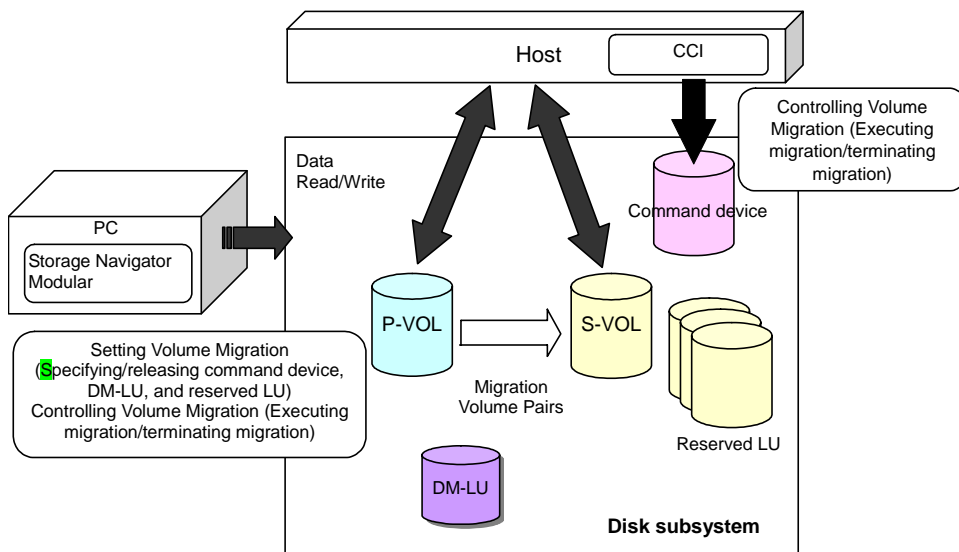 Host
CCI
Controlling Volume
Migration (Executing
migration/terminating
migration)
Data
Read/Write
Command device
PC
Storage Navigator
Modular
P-VOL
S-VOL
Setting Volume Migration
(Specifying/releasing command device,
DM-LU, and reserved LU)
Controlling Volume Migration (Executing
migration/terminating migration)
Migration
Volume Pairs
Reserved LU
DM-LU
Disk subsystem